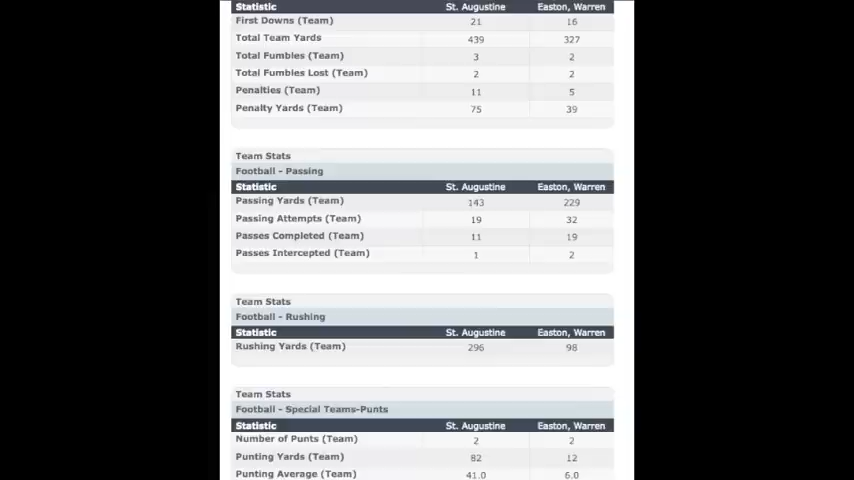 Statistic St. Augustine Easton, Warren
First Downs (Team) 21 16
Total Team Yards 439 327
Total Fumbles (Team) 3 2
Total Fumbles Lost (Team) 2 2
Penalties (Team) 11 5
Penalty Yards (Team) 75 39
Team Stats
Football - Passing
Statistic St. Augustine Easton, Warren
Passing Yards (Team) 143 229
Passing Attempts (Team) 19 32
Passes Completed (Team) 11 19
Passes Intercepted (Team) 1 2
Team Stats
Football - Rushing
Statistic St. Augustine Easton, Warren
Rushing Yards (Team) 296 98
Team Stats
Football - Special Teams-Punts
Statistic St. Augustine Easton, Warren
Number of Punts (Team) 2 2
Punting Yards (Team) 82 12
Punting Average (Team) 41.0 6.0